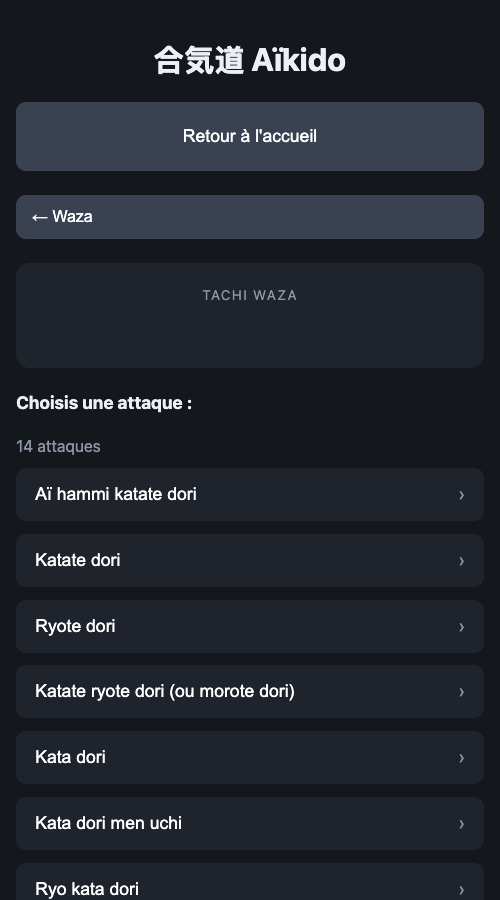 合気道 Aïkido
Retour à l'accueil
← Waza
TACHI WAZA
Choisis une attaque :
14 attaques
Aï hammi katate dori ›
Katate dori ›
Ryote dori ›
Katate ryote dori (ou morote dori) ›
Kata dori ›
Kata dori men uchi ›
Ryo kata dori ›